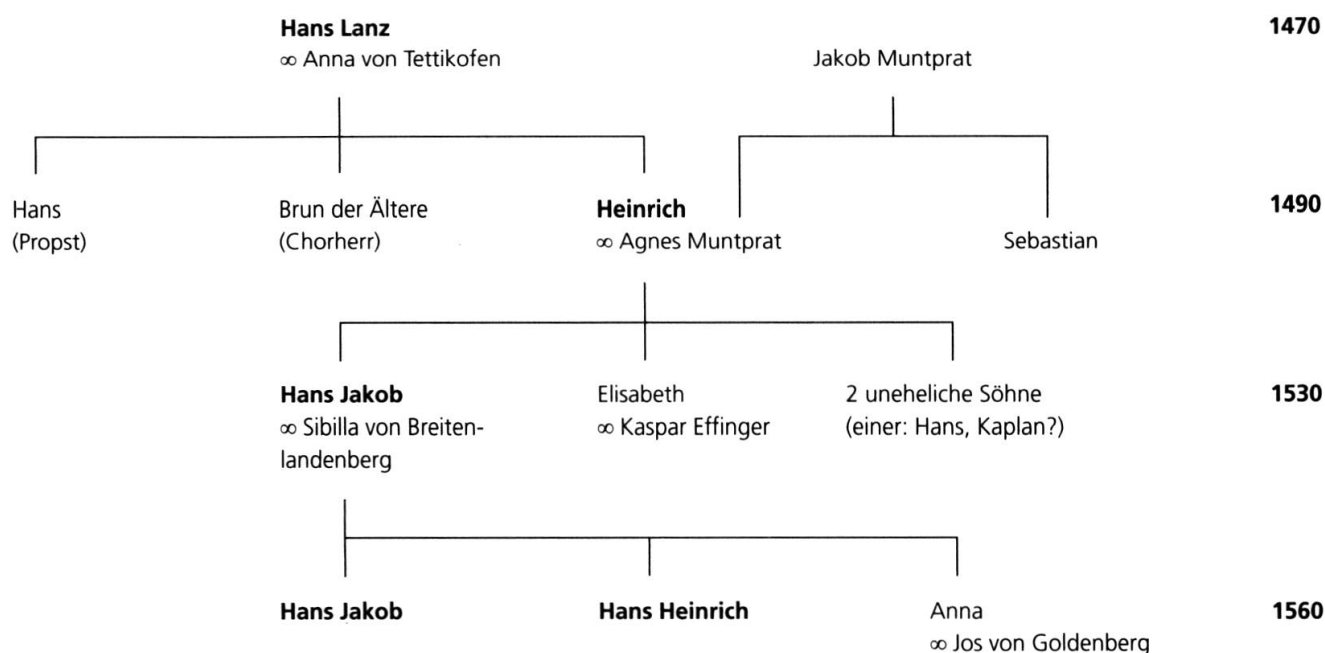 Hans Lanz 1470
∞ Anna von Tettikofen Jakob Muntprat
Hans Brun der Ältere Heinrich 1490
(Propst) (Chorherr) ∞ Agnes Muntprat Sebastian
Hans Jakob Elisabeth 2 uneheliche Söhne 1530
∞ Sibilla von Breiten- ∞ Kaspar Effinger (einer: Hans, Kaplan?)
landenberg
Hans Jakob Hans Heinrich Anna 1560
∞ Jos von Goldenberg